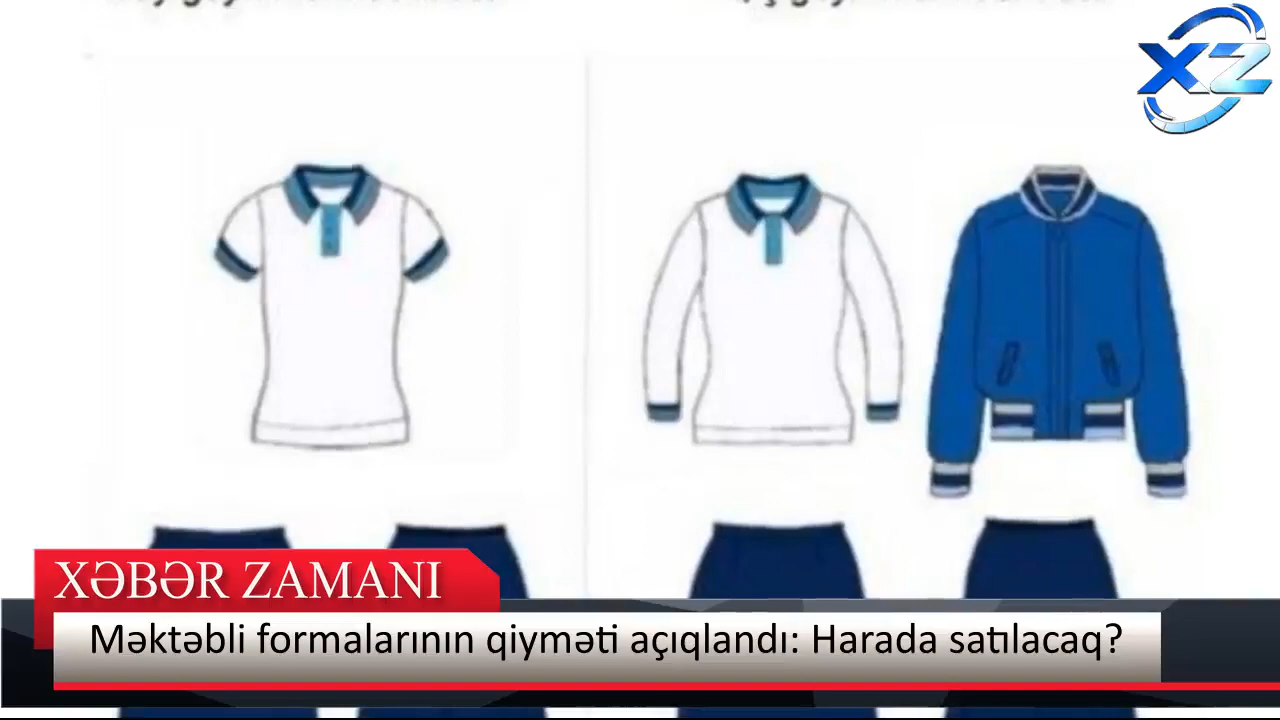 XZ
XƏBƏR ZAMANI
Məktəbli formalarının qiyməti açıqlandı: Harada satılacaq?